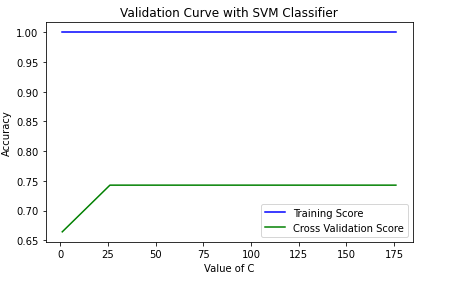 Validation Curve with SVM Classifier
1.00
0.95
0.90
0.85
0.80
0.75
0.70
0.65
Accuracy
Training Score
Cross Validation Score
0 25 50 75 100 125 150 175
Value of C